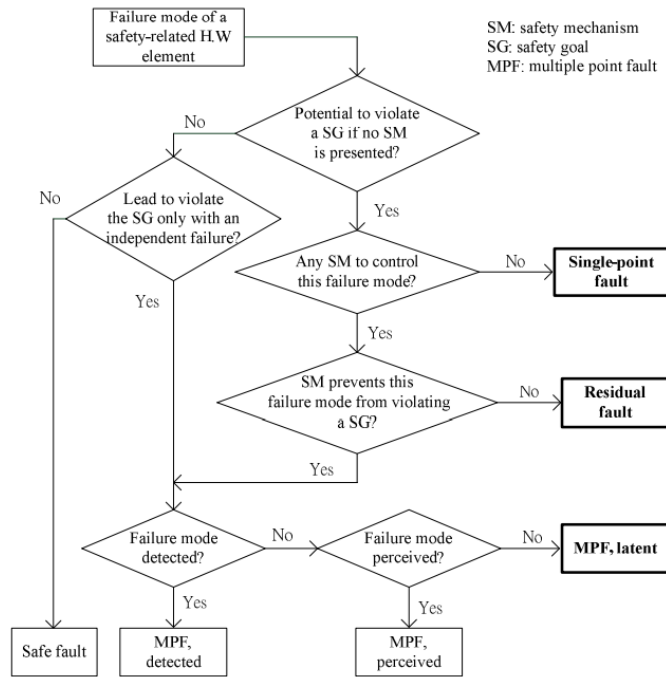 Failure mode of a
safety-related H.W
element
SM: safety mechanism
SG: safety goal
MPF: multiple point fault
Potential to violate
a SG if no SM
is presented?
No
Yes
Lead to violate
the SG only with an
independent failure?
No
Yes
Any SM to control
this failure mode?
No
Single-point
fault
Yes
SM prevents this
failure mode from violating
a SG?
No
Residual
fault
Yes
Failure mode
detected?
No
Failure mode
perceived?
No
MPF, latent
Yes
Yes
Safe fault
MPF,
detected
MPF,
perceived